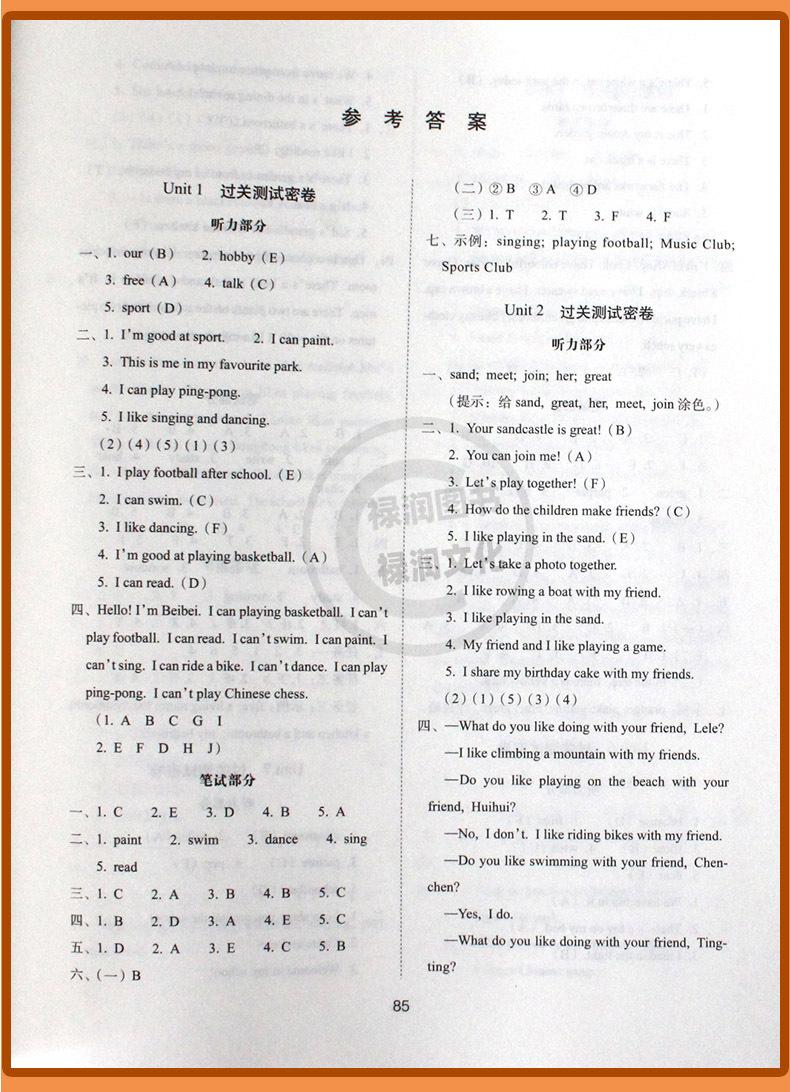 参考答案
Unit 1 过关测试密卷
听力部分
一、1. our（B） 2. hobby（E）
3. free（A） 4. talk（C）
5. sport（D）
二、1. I'm good at sport. 2. I can paint.
3. This is me in my favourite park.
4. I can play ping-pong.
5. I like singing and dancing.
(2) (4) (5) (1) (3)
三、1. I play football after school.（E）
2. I can swim.（C）
3. I like dancing.（F）
4. I'm good at playing basketball.（A）
5. I can read.（D）
四、Hello! I'm Beibei. I can playing basketball. I can't
play football. I can read. I can't swim. I can paint. I
can't sing. I can ride a bike. I can't dance. I can play
ping-pong. I can't play Chinese chess.
(1. A B C G I
2. E F D H J)
笔试部分
一、1. C 2. E 3. D 4. B 5. A
二、1. paint 2. swim 3. dance 4. sing
5. read
三、1. C 2. A 3. B 4. B 5. C
四、1. B 2. D 3. A 4. E 5. C
五、1. D 2. A 3. E 4. C 5. B
六、（一）B
（二）②B ③A ④D
（三）1. T 2. T 3. F 4. F
七、示例：singing; playing football; Music Club;
Sports Club
Unit 2 过关测试密卷
听力部分
一、sand; meet; join; her; great
（提示：给 sand, great, her, meet, join 涂色。）
二、1. Your sandcastle is great!（B）
2. You can join me!（A）
3. Let's play together!（F）
4. How do the children make friends?（C）
5. I like playing in the sand.（E）
三、1. Let's take a photo together.
2. I like rowing a boat with my friend.
3. I like playing in the sand.
4. My friend and I like playing a game.
5. I share my birthday cake with my friends.
(2) (1) (5) (3) (4)
四、—What do you like doing with your friend, Lele?
—I like climbing a mountain with my friends.
—Do you like playing on the beach with your
friend, Huihui?
—No, I don't. I like riding bikes with my friend.
—Do you like swimming with your friend, Chen-
chen?
—Yes, I do.
—What do you like doing with your friend, Ting-
ting?
85
禄润图书
禄润文化